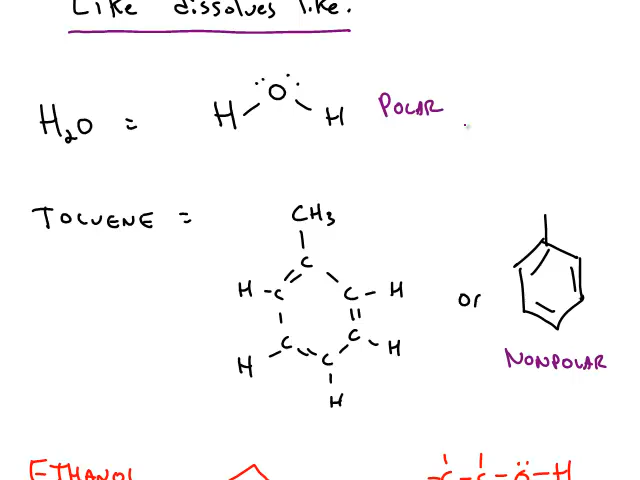 Like dissolves like.
H₂O = H O H POLAR
TOLUENE =
CH₃
C
H C C H
or
C C H
H C
H
NONPOLAR
ETHANOL C-C-O-H